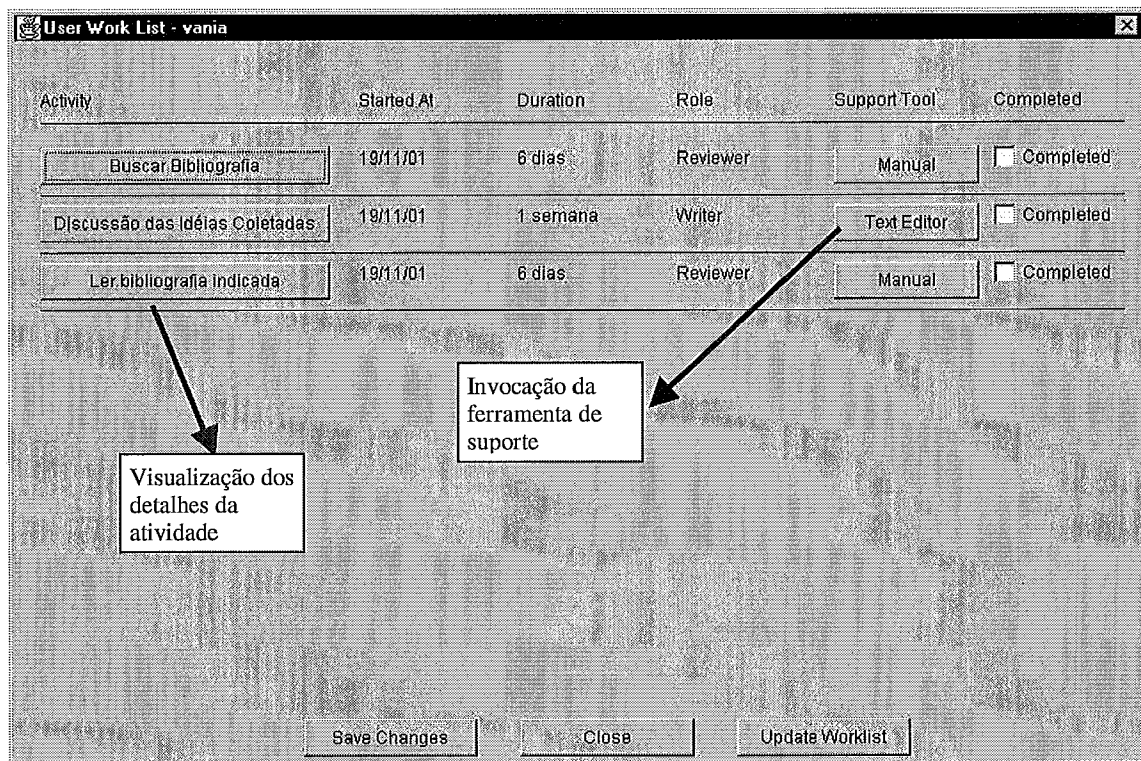 User Work List - vania
Activity Started At Duration Role Support Tool Completed
Buscar Bibliografia 19/11/01 6 dias Reviewer Manual Completed
Discussão das Idéias Coletadas 19/11/01 1 semana Writer Text Editor Completed
Ler bibliografia indicada 19/11/01 6 dias Reviewer Manual Completed
Invocação da
ferramenta de
suporte
Visualização dos
detalhes da
atividade
Save Changes Close Update Worklist